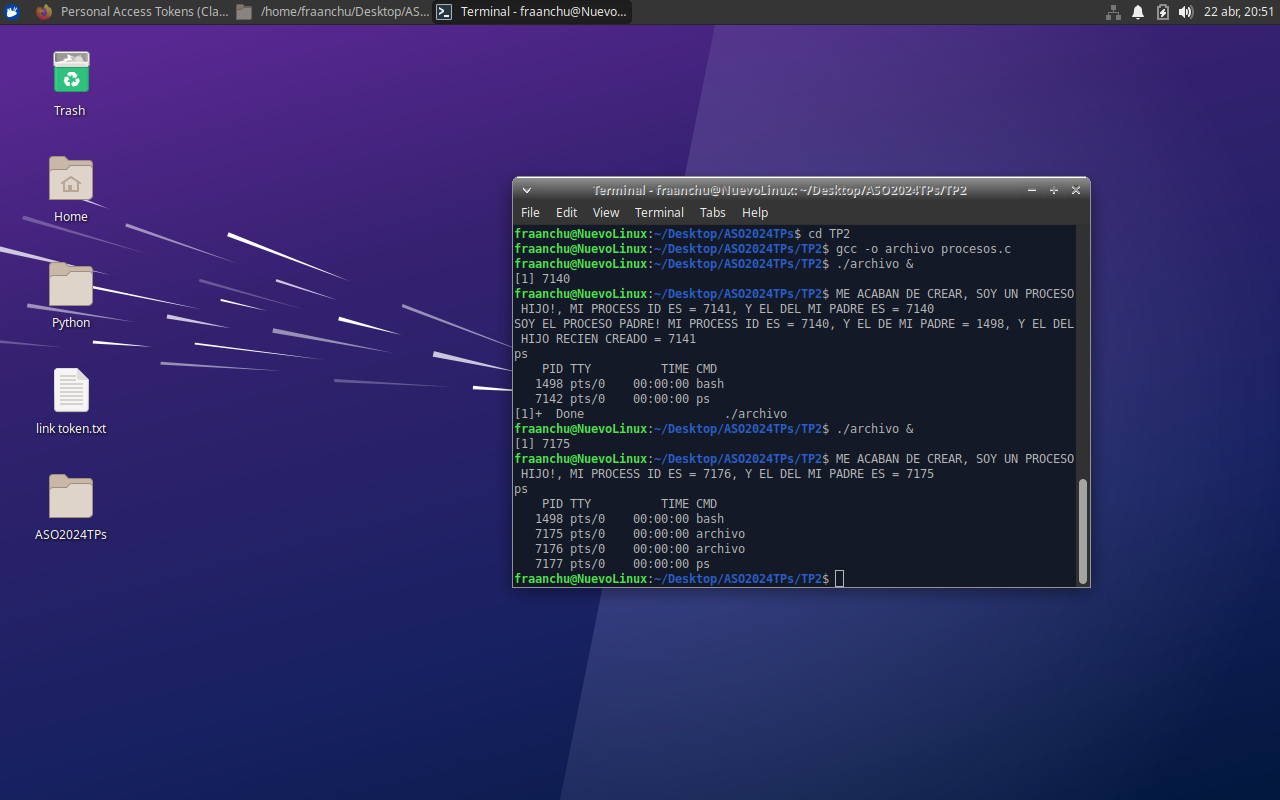 Personal Access Tokens (Cla...
/home/fraanchu/Desktop/AS...
Terminal - fraanchu@Nuevo...
22 abr, 20:51
Trash
Home
Python
link token.txt
ASO2024TPs
Terminal - fraanchu@NuevoLinux: ~/Desktop/ASO2024TPs/TP2
File Edit View Terminal Tabs Help
fraanchu@NuevoLinux:~/Desktop/ASO2024TPs$ cd TP2
fraanchu@NuevoLinux:~/Desktop/ASO2024TPs/TP2$ gcc -o archivo procesos.c
fraanchu@NuevoLinux:~/Desktop/ASO2024TPs/TP2$ ./archivo &
[1] 7140
fraanchu@NuevoLinux:~/Desktop/ASO2024TPs/TP2$ ME ACABAN DE CREAR, SOY UN PROCESO
HIJO!, MI PROCESS ID ES = 7141, Y EL DEL MI PADRE ES = 7140
SOY EL PROCESO PADRE! MI PROCESS ID ES = 7140, Y EL DE MI PADRE = 1498, Y EL DEL
HIJO RECIEN CREADO = 7141
ps
PID TTY TIME CMD
1498 pts/0 00:00:00 bash
7142 pts/0 00:00:00 ps
[1]+ Done ./archivo
fraanchu@NuevoLinux:~/Desktop/ASO2024TPs/TP2$ ./archivo &
[1] 7175
fraanchu@NuevoLinux:~/Desktop/ASO2024TPs/TP2$ ME ACABAN DE CREAR, SOY UN PROCESO
HIJO!, MI PROCESS ID ES = 7176, Y EL DEL MI PADRE ES = 7175
ps
PID TTY TIME CMD
1498 pts/0 00:00:00 bash
7175 pts/0 00:00:00 archivo
7176 pts/0 00:00:00 archivo
7177 pts/0 00:00:00 ps
fraanchu@NuevoLinux:~/Desktop/ASO2024TPs/TP2$